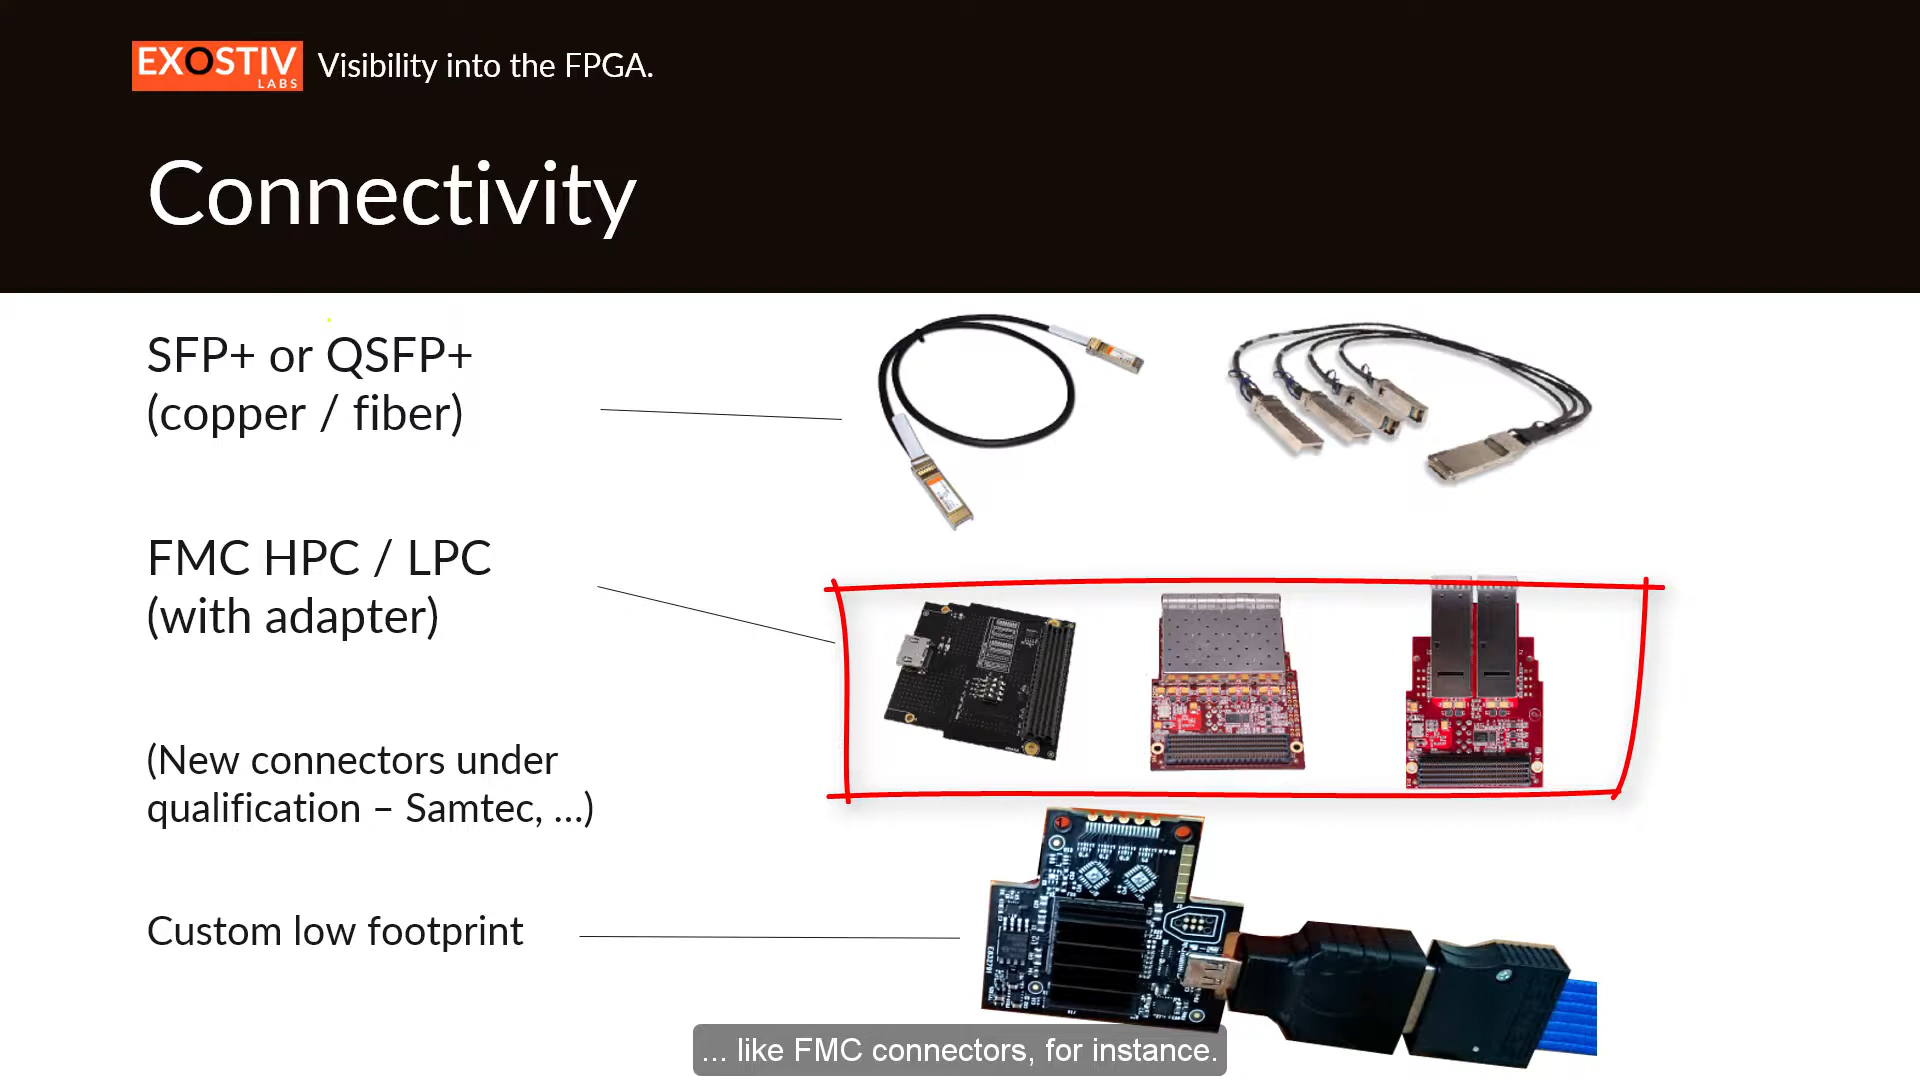 EXOSTIV
LABS
Visibility into the FPGA.
Connectivity
SFP+ or QSFP+
(copper / fiber)
FMC HPC / LPC
(with adapter)
(New connectors under
qualification – Samtec, ...)
Custom low footprint
... like FMC connectors, for instance.